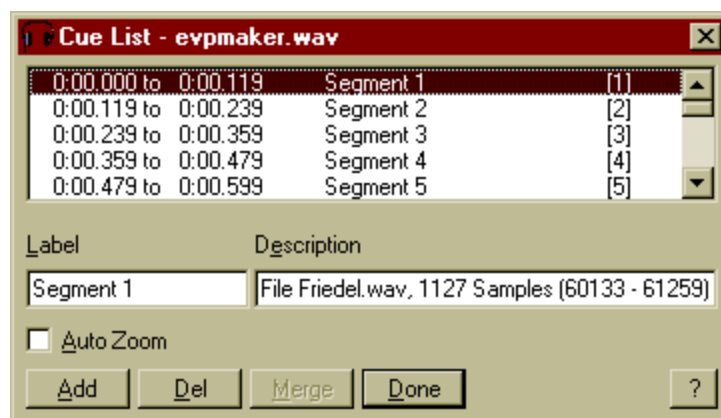 Cue List - evpmaker.wav
0:00.000 to 0:00.119 Segment 1 [1]
0:00.119 to 0:00.239 Segment 2 [2]
0:00.239 to 0:00.359 Segment 3 [3]
0:00.359 to 0:00.479 Segment 4 [4]
0:00.479 to 0:00.599 Segment 5 [5]
Label Description
Segment 1 File Friedel.wav, 1127 Samples (60133 - 61259)
Auto Zoom
Add Del Merge Done ?